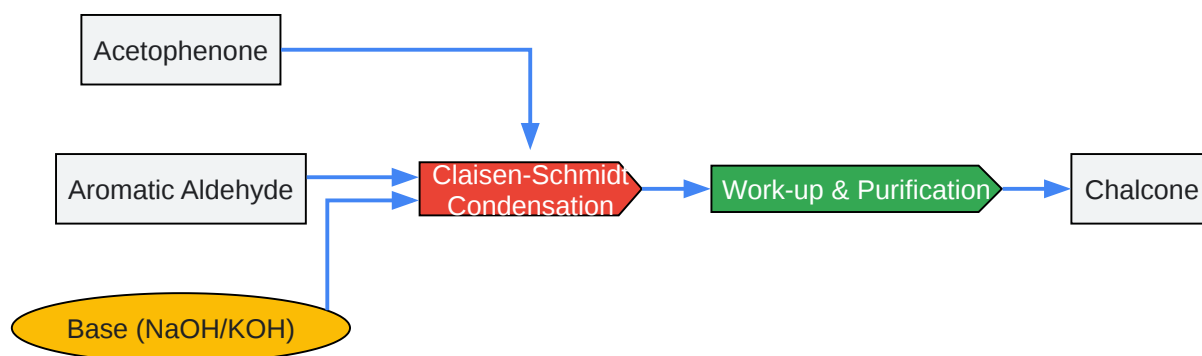 Acetophenone
Aromatic Aldehyde
Claisen-Schmidt
Condensation
Work-up & Purification
Chalcone
Base (NaOH/KOH)